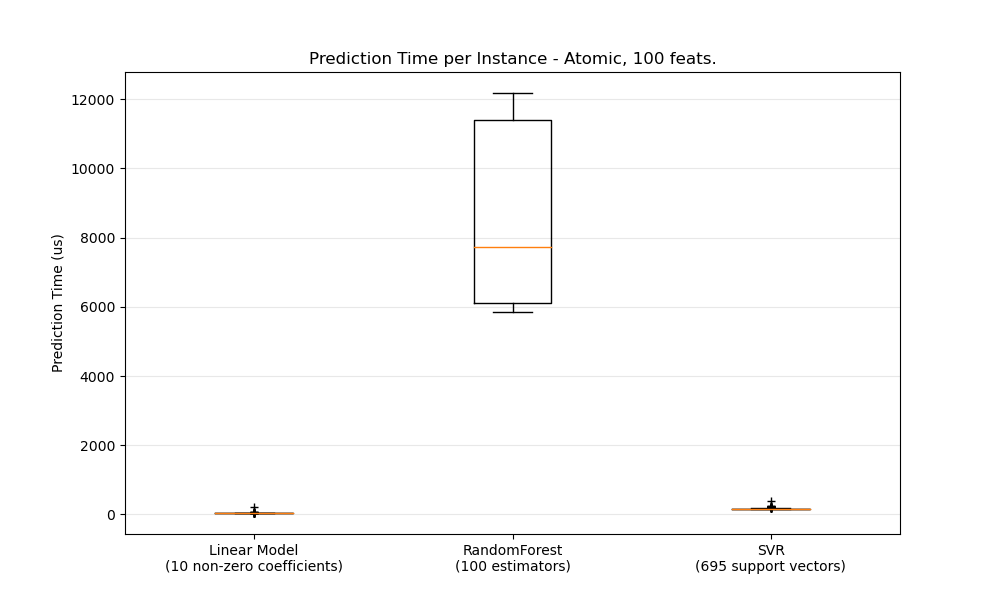 Prediction Time per Instance - Atomic, 100 feats.
12000
10000
8000
6000
4000
2000
0
Prediction Time (us)
Linear Model
(10 non-zero coefficients)
RandomForest
(100 estimators)
SVR
(695 support vectors)